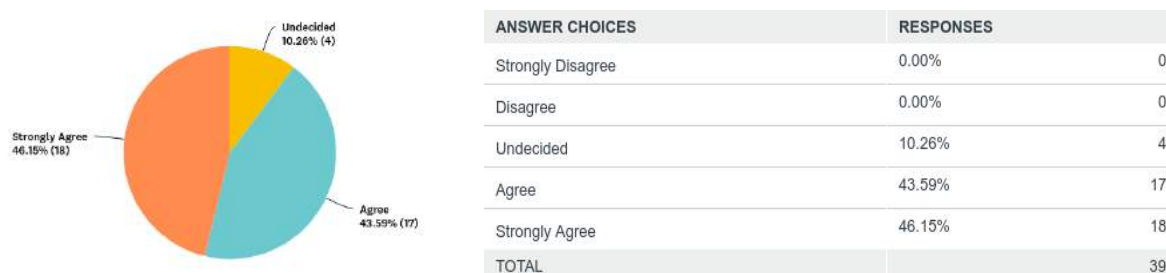 Undecided
10.26% (4)
Strongly Agree
46.15% (18)
Agree
43.59% (17)
ANSWER CHOICES RESPONSES
Strongly Disagree 0.00% 0
Disagree 0.00% 0
Undecided 10.26% 4
Agree 43.59% 17
Strongly Agree 46.15% 18
TOTAL 39